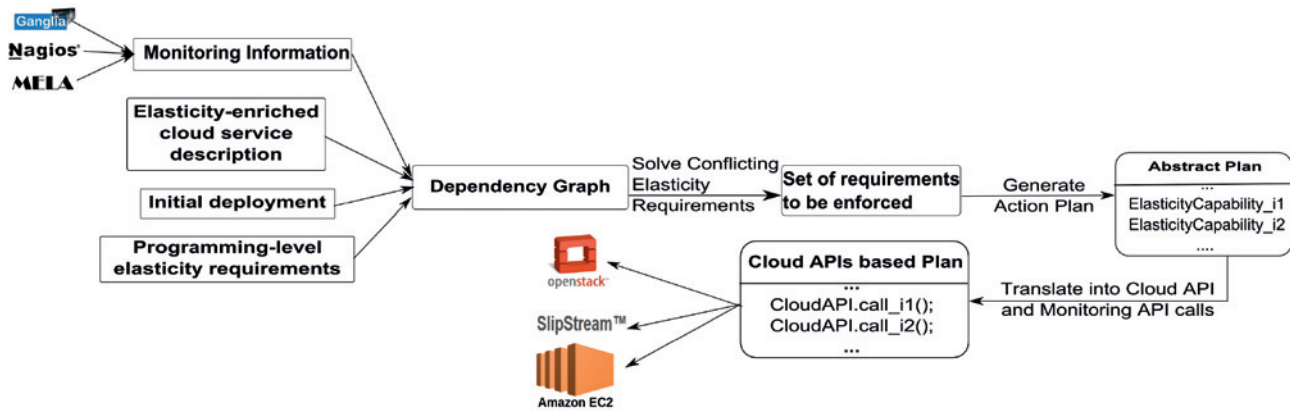 Ganglia
Nagios®
MELA
Monitoring Information
Elasticity-enriched
cloud service
description
Initial deployment
Programming-level
elasticity requirements
Dependency Graph
Solve Conflicting
Elasticity
Requirements
Set of requirements
to be enforced
Generate
Action Plan
Abstract Plan
...
ElasticityCapability_i1
ElasticityCapability_i2
....
Translate into Cloud API
and Monitoring API calls
Cloud APIs based Plan
...
CloudAPI.call_i1();
CloudAPI.call_i2();
...
openstack™
SlipStream™
Amazon EC2